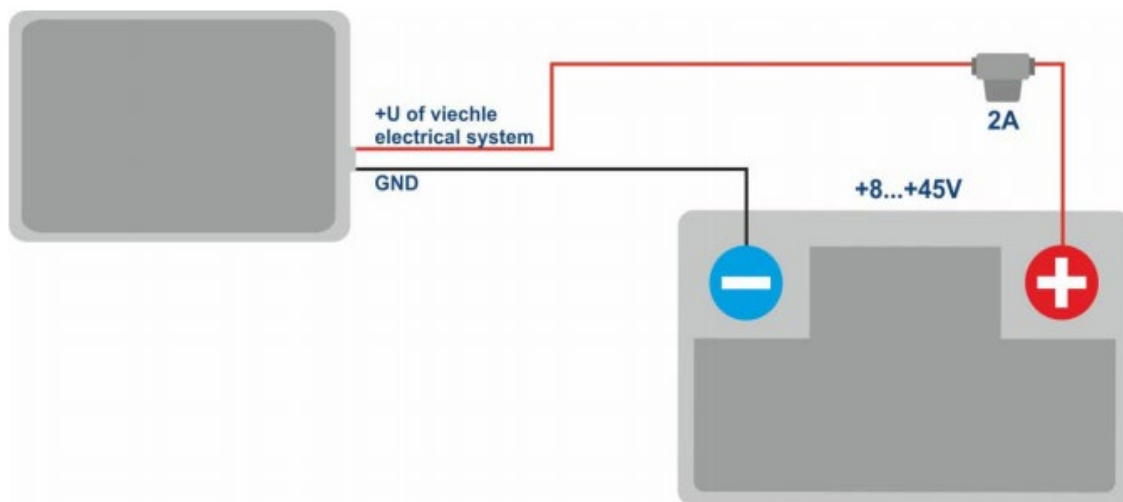 +U of viechle
electrical system
GND
2A
+8...+45V